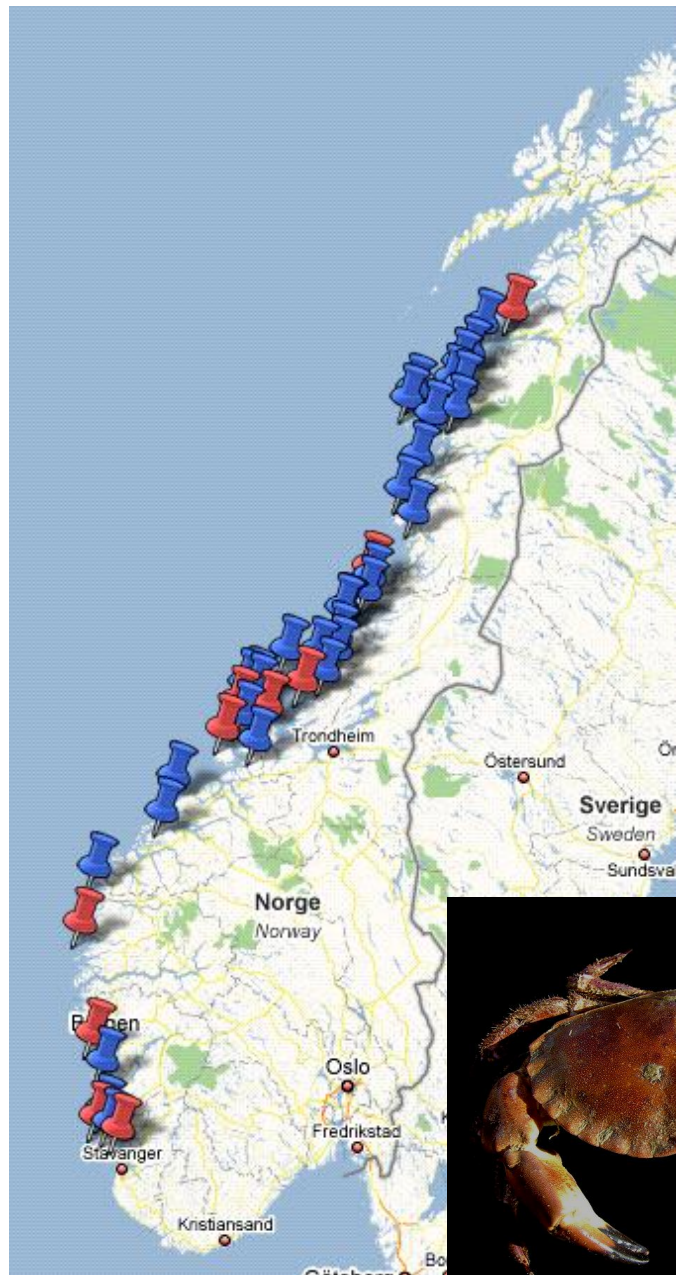 Trondheim
Östersund
Sverige
Sweden
Norge
Norway
Oslo
Fredrikstad
Stavanger
Kristiansand